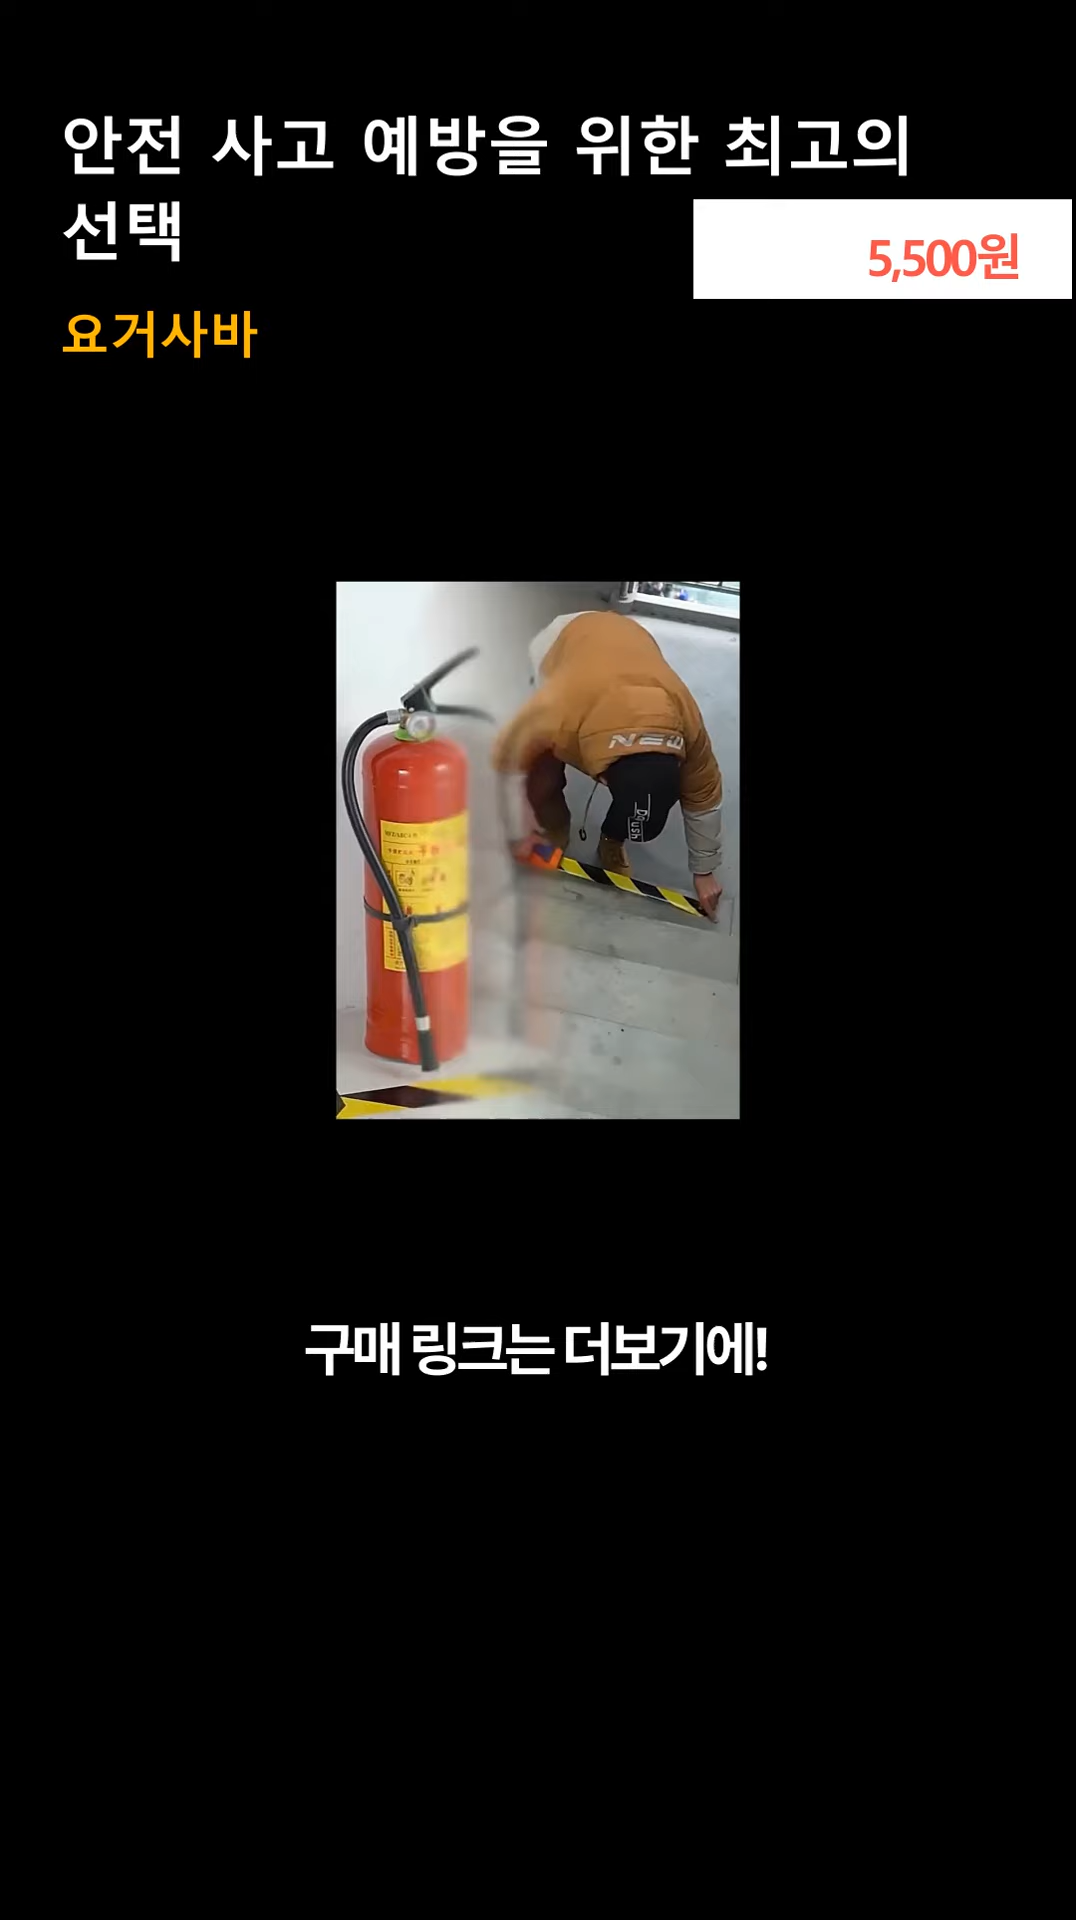 안전 사고 예방을 위한 최고의
선택
5,500원
요거사바
NEW
구매 링크는 더보기에!